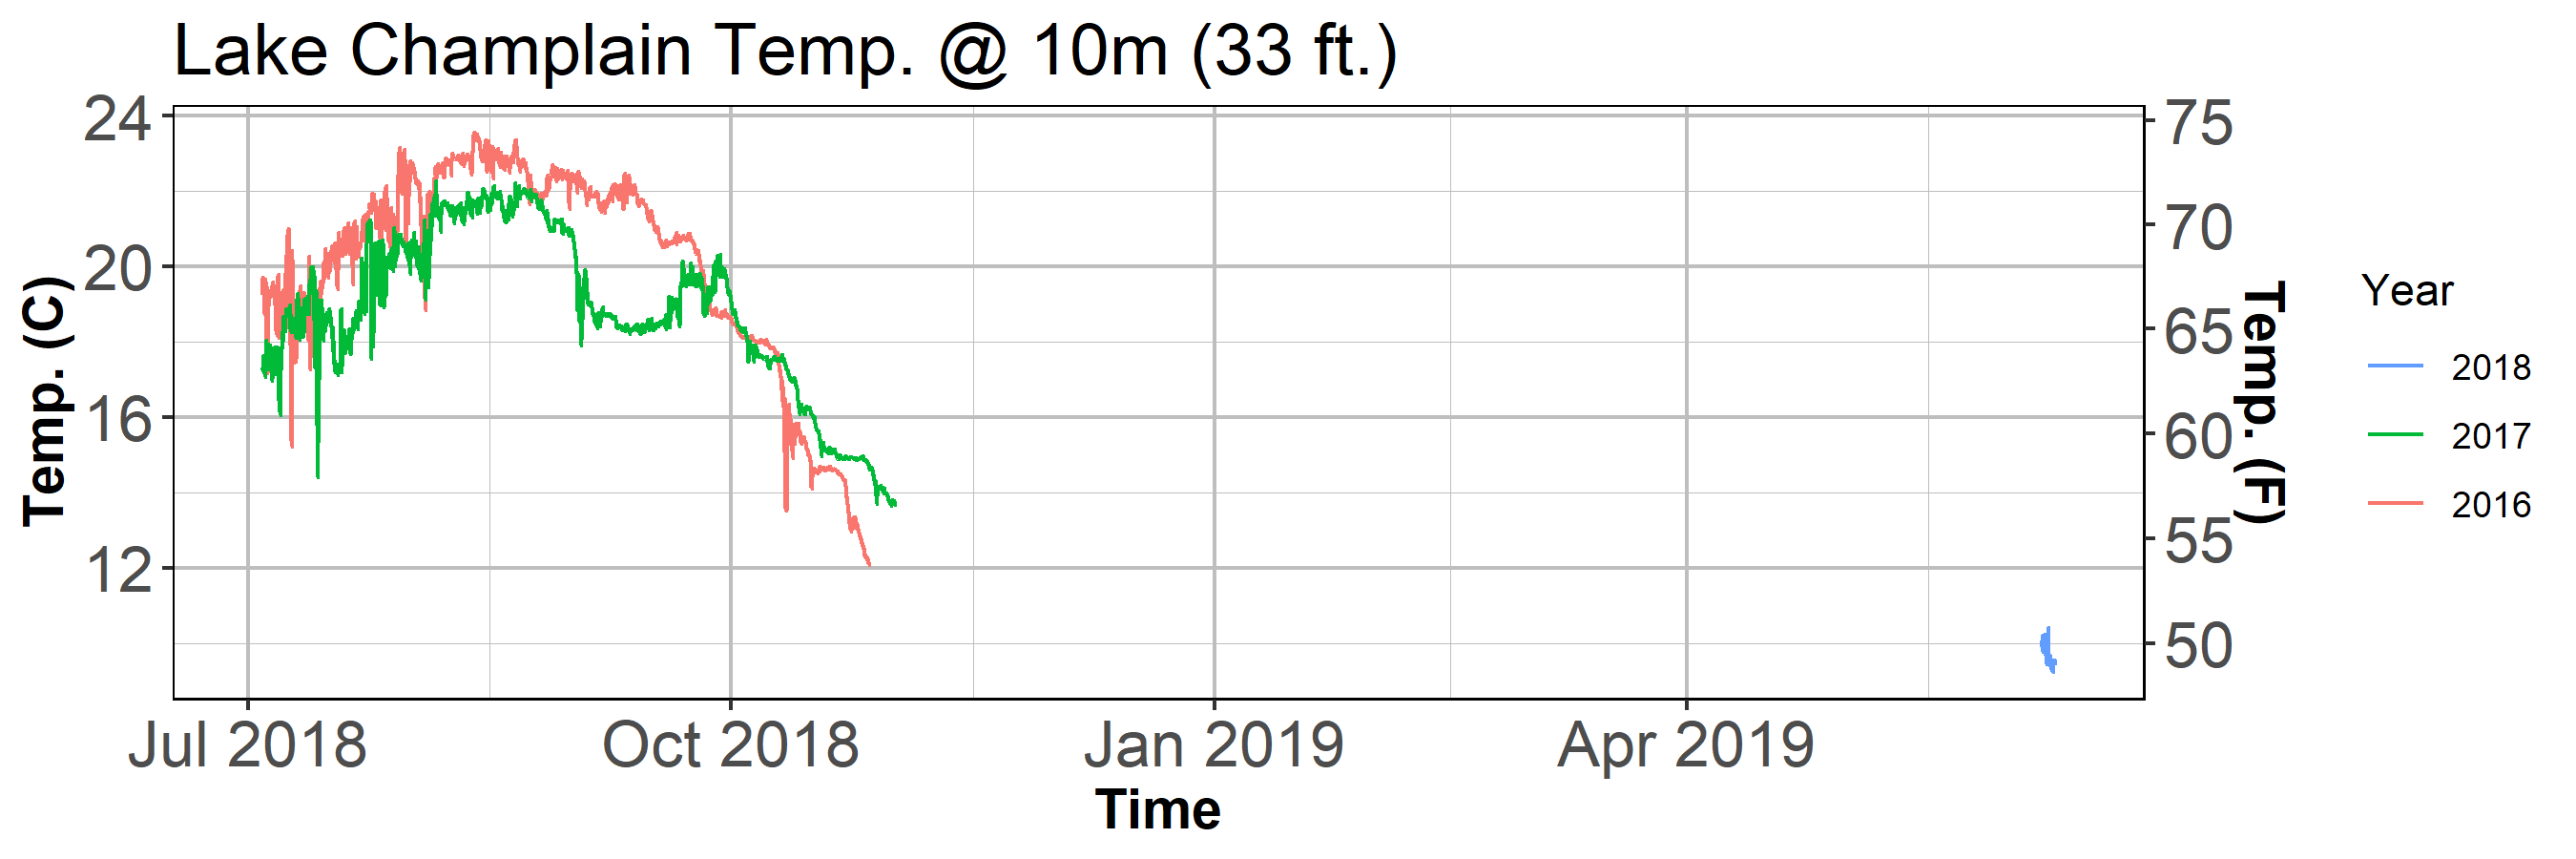 Lake Champlain Temp. @ 10m (33 ft.)
Temp. (C)
24
20
16
12
75
70
65
60
55
50
Temp. (F)
Jul 2018
Oct 2018
Jan 2019
Apr 2019
Time
Year
2018
2017
2016